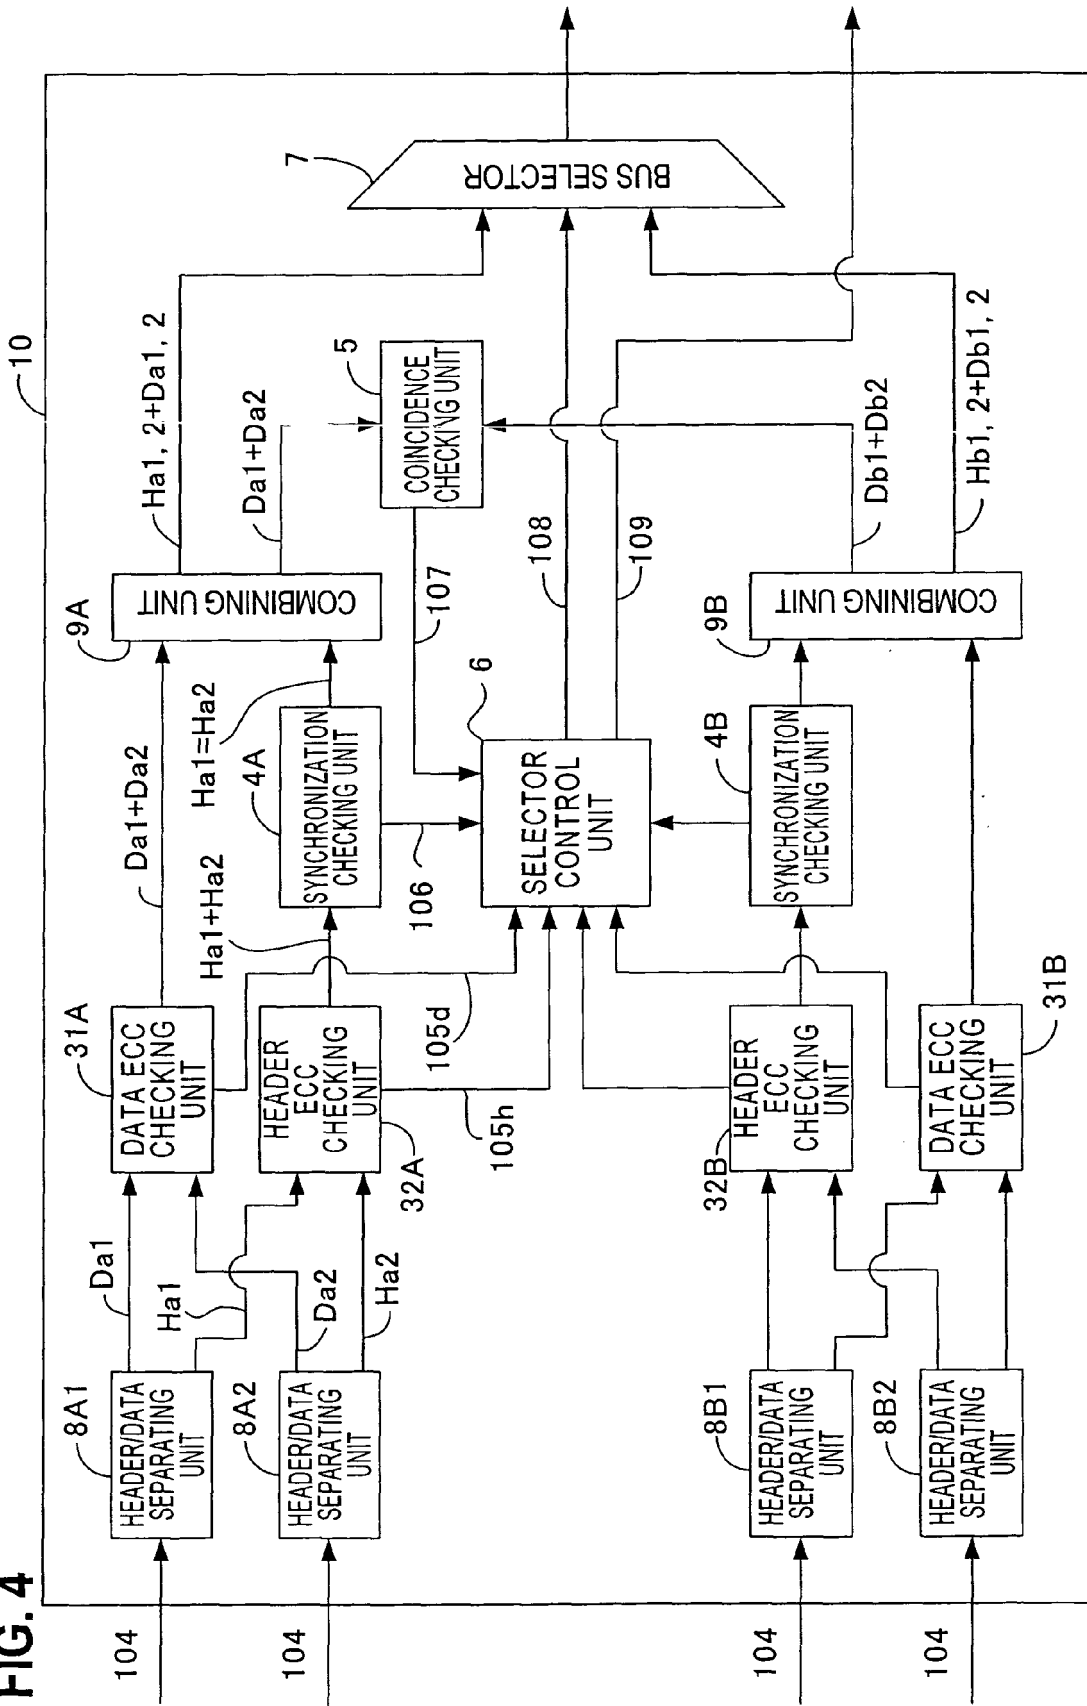 FIG. 4
10
104
104
104
104
8A1
HEADER/DATA
SEPARATING
UNIT
8A2
HEADER/DATA
SEPARATING
UNIT
8B1
HEADER/DATA
SEPARATING
UNIT
8B2
HEADER/DATA
SEPARATING
UNIT
Da1
Ha1
Da2
Ha2
31A
DATA ECC
CHECKING
UNIT
HEADER
ECC
CHECKING
UNIT
32A
32B
HEADER
ECC
CHECKING
UNIT
DATA ECC
CHECKING
UNIT
31B
105d
105h
Da1+Da2
Ha1+Ha2
4A
SYNCHRONIZATION
CHECKING UNIT
Ha1=Ha2
106
107
6
SELECTOR
CONTROL
UNIT
4B
SYNCHRONIZATION
CHECKING UNIT
9A
COMBINING UNIT
9B
COMBINING UNIT
Ha1, 2+Da1, 2
Da1+Da2
5
COINCIDENCE
CHECKING UNIT
108
109
Db1+Db2
Hb1, 2+Db1, 2
7
BUS SELECTOR